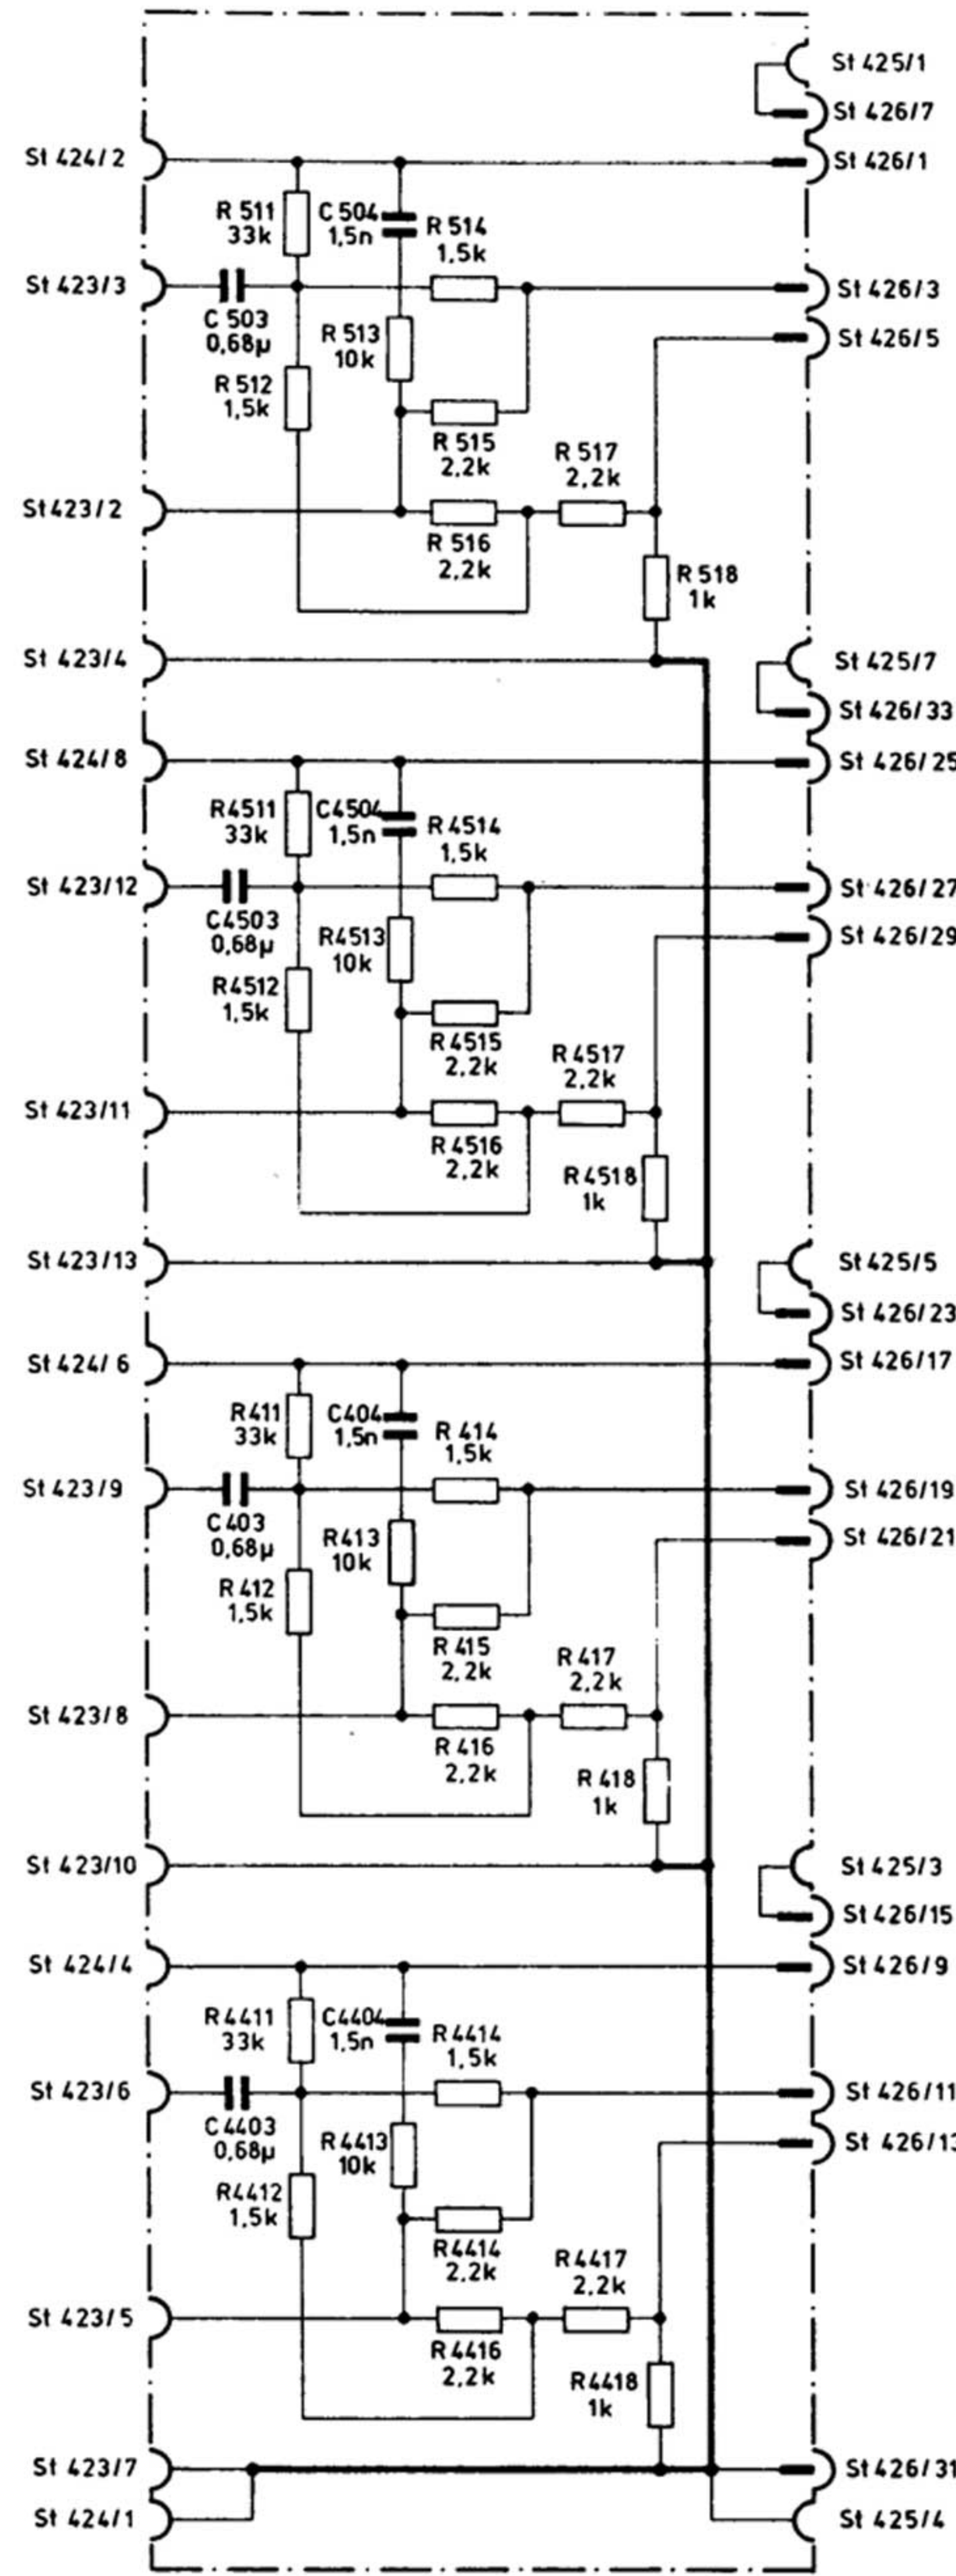 St 425/1
St 426/7
St 424/2
St 426/1
R 511
33k
C 504
1,5n
R 514
1,5k
St 423/3
St 426/3
C 503
0,68µ
R 513
10k
St 426/5
R 512
1,5k
R 515
2,2k
R 517
2,2k
St 423/2
R 516
2,2k
R 518
1k
St 423/4
St 425/7
St 426/33
St 424/8
St 426/25
R4511
33k
C4504
1,5n
R 4514
1,5k
St 423/12
St 426/27
C4503
0,68µ
R4513
10k
St 426/29
R4512
1,5k
R 4515
2,2k
R 4517
2,2k
St 423/11
R 4516
2,2k
R 4518
1k
St 423/13
St 425/5
St 426/23
St 424/6
St 426/17
R411
33k
C404
1,5n
R 414
1,5k
St 423/9
St 426/19
C 403
0,68µ
R413
10k
St 426/21
R 412
1,5k
R 415
2,2k
R 417
2,2k
St 423/8
R 416
2,2k
R 418
1k
St 423/10
St 425/3
St 426/15
St 424/4
St 426/9
R 4411
33k
C4404
1,5n
R 4414
1,5k
St 423/6
St 426/11
C 4403
0,68µ
R 4413
10k
St 426/13
R4412
1,5k
R4414
2,2k
R 4417
2,2k
St 423/5
R 4416
2,2k
R4418
1k
St 423/7
St 426/31
St 424/1
St 425/4